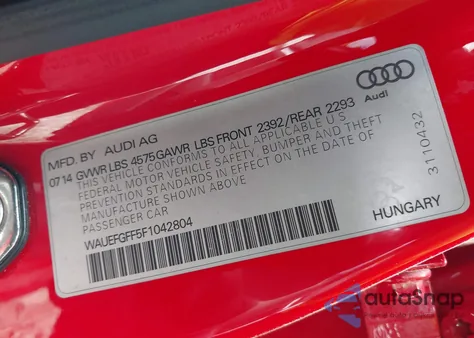 MFD. BY AUDI AG
0714 GVWR LBS 4575 GAWR LBS FRONT 2392/REAR 2293
THIS VEHICLE CONFORMS TO ALL APPLICABLE U S
FEDERAL MOTOR VEHICLE SAFETY, BUMPER AND THEFT
PREVENTION STANDARDS IN EFFECT ON THE DATE OF
MANUFACTURE SHOWN ABOVE
PASSENGER CAR
WAUEFGFF5F1042804
Audi
3110432
HUNGARY
autoSnap